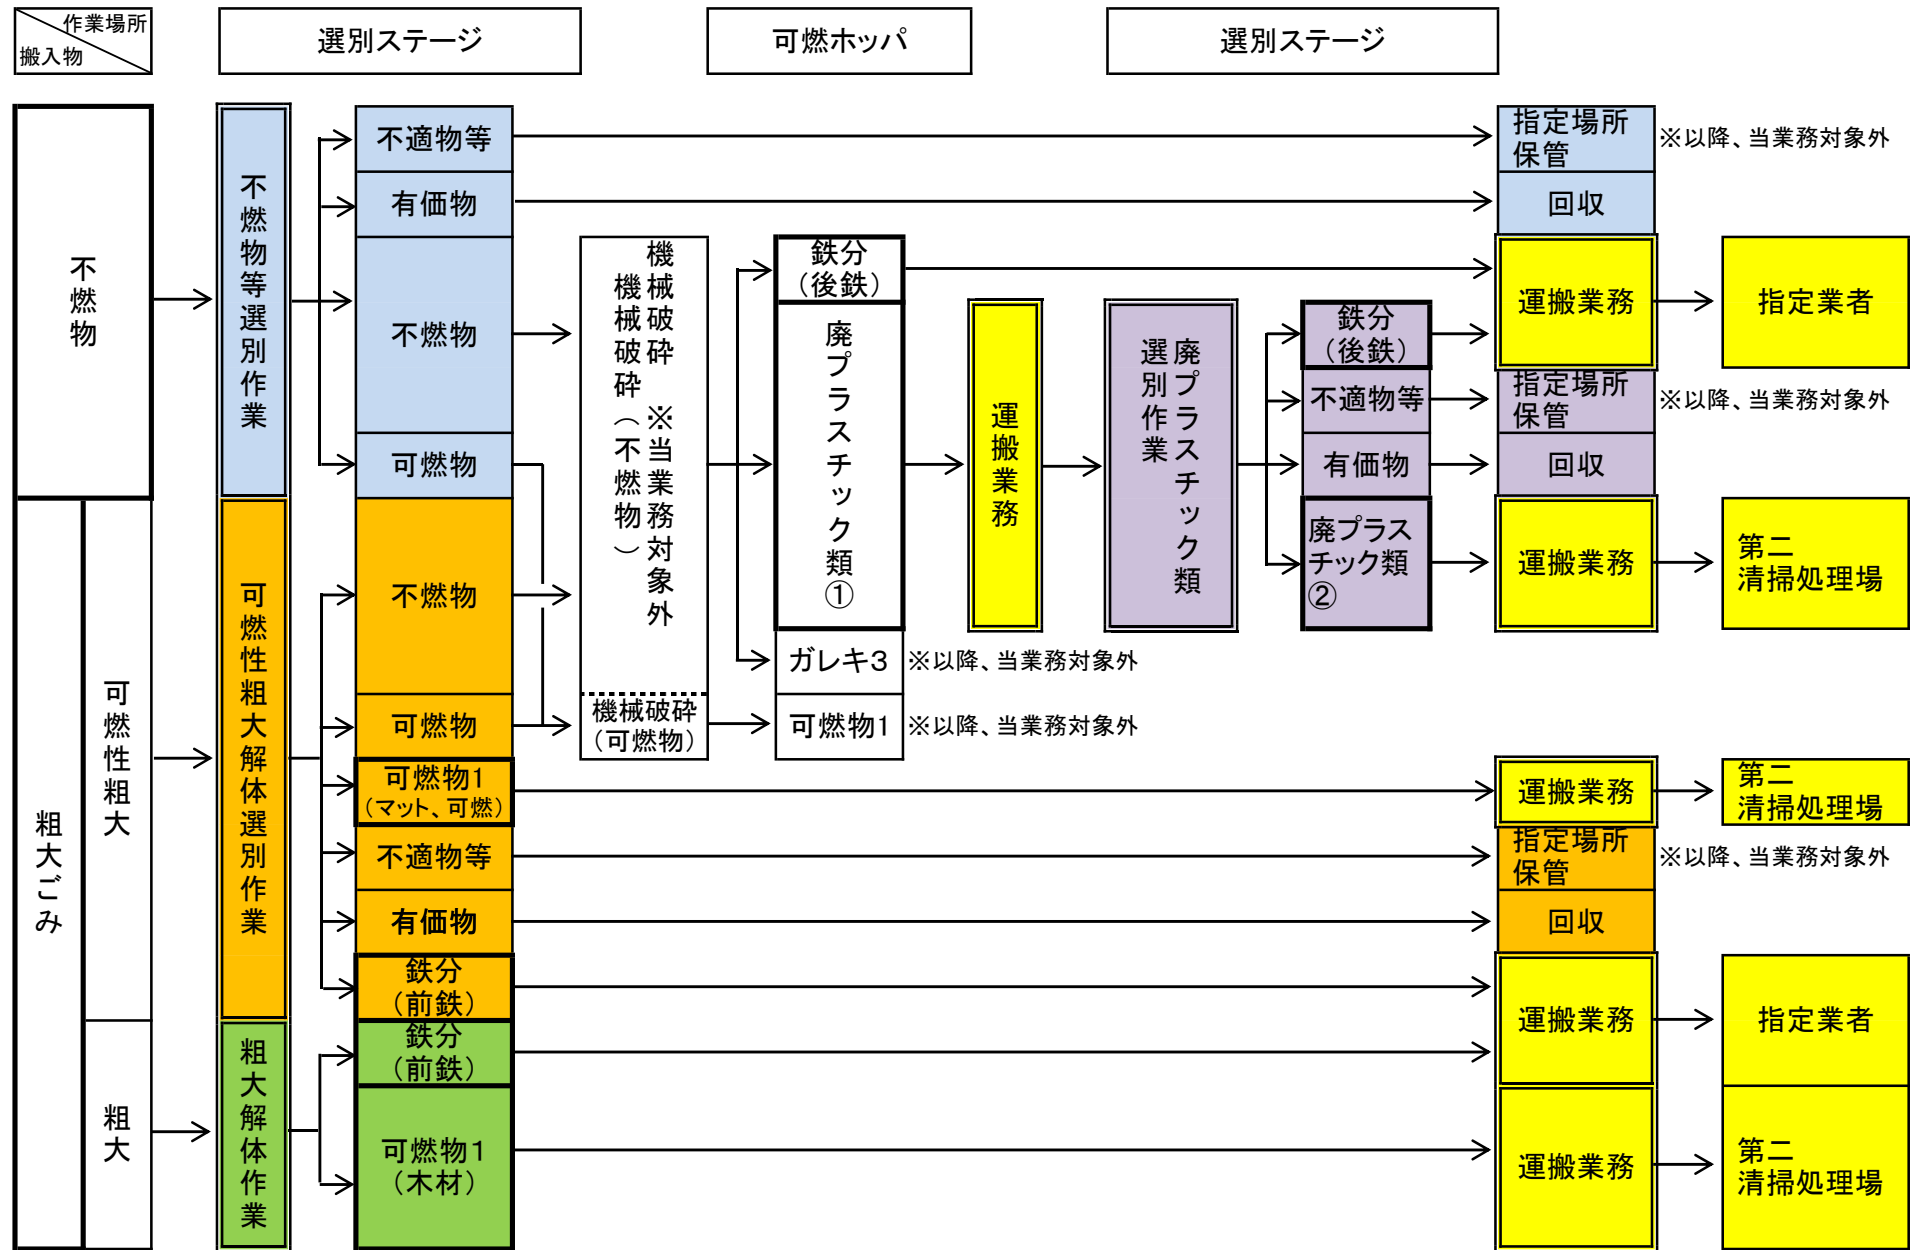 作業場所
搬入物
選別ステージ
可燃ホッパ
選別ステージ
不燃物
粗大ごみ
可燃性粗大
粗大
不燃物等選別作業
可燃性粗大解体選別作業
粗大解体作業
不適物等
有価物
不燃物
可燃物
不燃物
可燃物
可燃物1
（マット、可燃）
不適物等
有価物
鉄分
（前鉄）
鉄分
（前鉄）
可燃物1
（木材）
機械破砕　※当業務対象外
機械破砕（不燃物）
機械破砕
（可燃物）
鉄分
（後鉄）
廃プラスチック類①
ガレキ3
※以降、当業務対象外
可燃物1
※以降、当業務対象外
運搬業務
廃プラスチック類
選別作業
鉄分
（後鉄）
不適物等
有価物
廃プラス
チック類
②
指定場所
保管
※以降、当業務対象外
回収
運搬業務
指定業者
指定場所
保管
※以降、当業務対象外
回収
運搬業務
第二
清掃処理場
運搬業務
第二
清掃処理場
指定場所
保管
※以降、当業務対象外
回収
運搬業務
指定業者
運搬業務
第二
清掃処理場